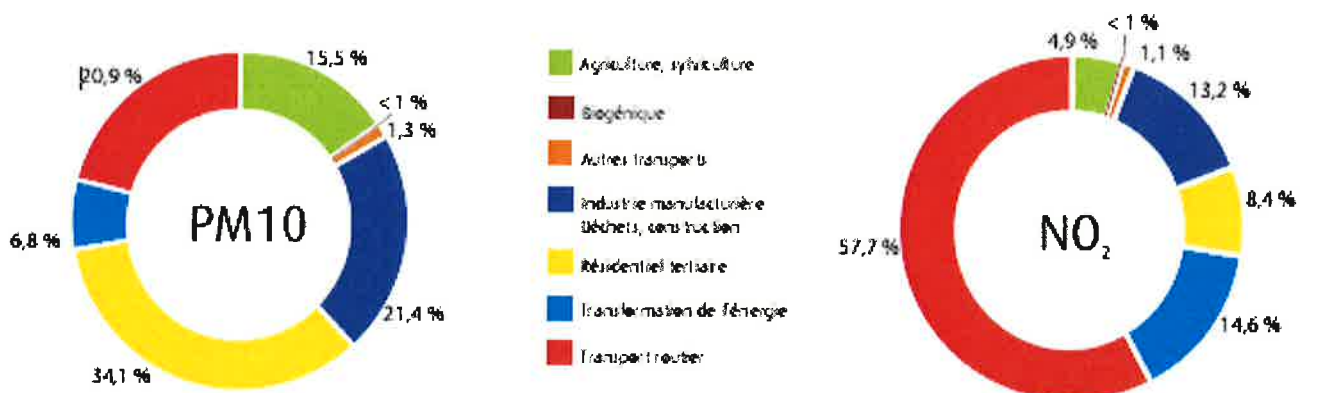 PM10
15,5 %
< 1 %
1,3 %
21,4 %
34,1 %
6,8 %
20,9 %
Agriculture, sylviculture
Biogénique
Autres transports
Industrie manufacturière
Déchets, construction
Résidentiel tertiaire
Transformation de l'énergie
Transport routier
NO₂
4,9 %
< 1 %
1,1 %
13,2 %
8,4 %
14,6 %
57,7 %